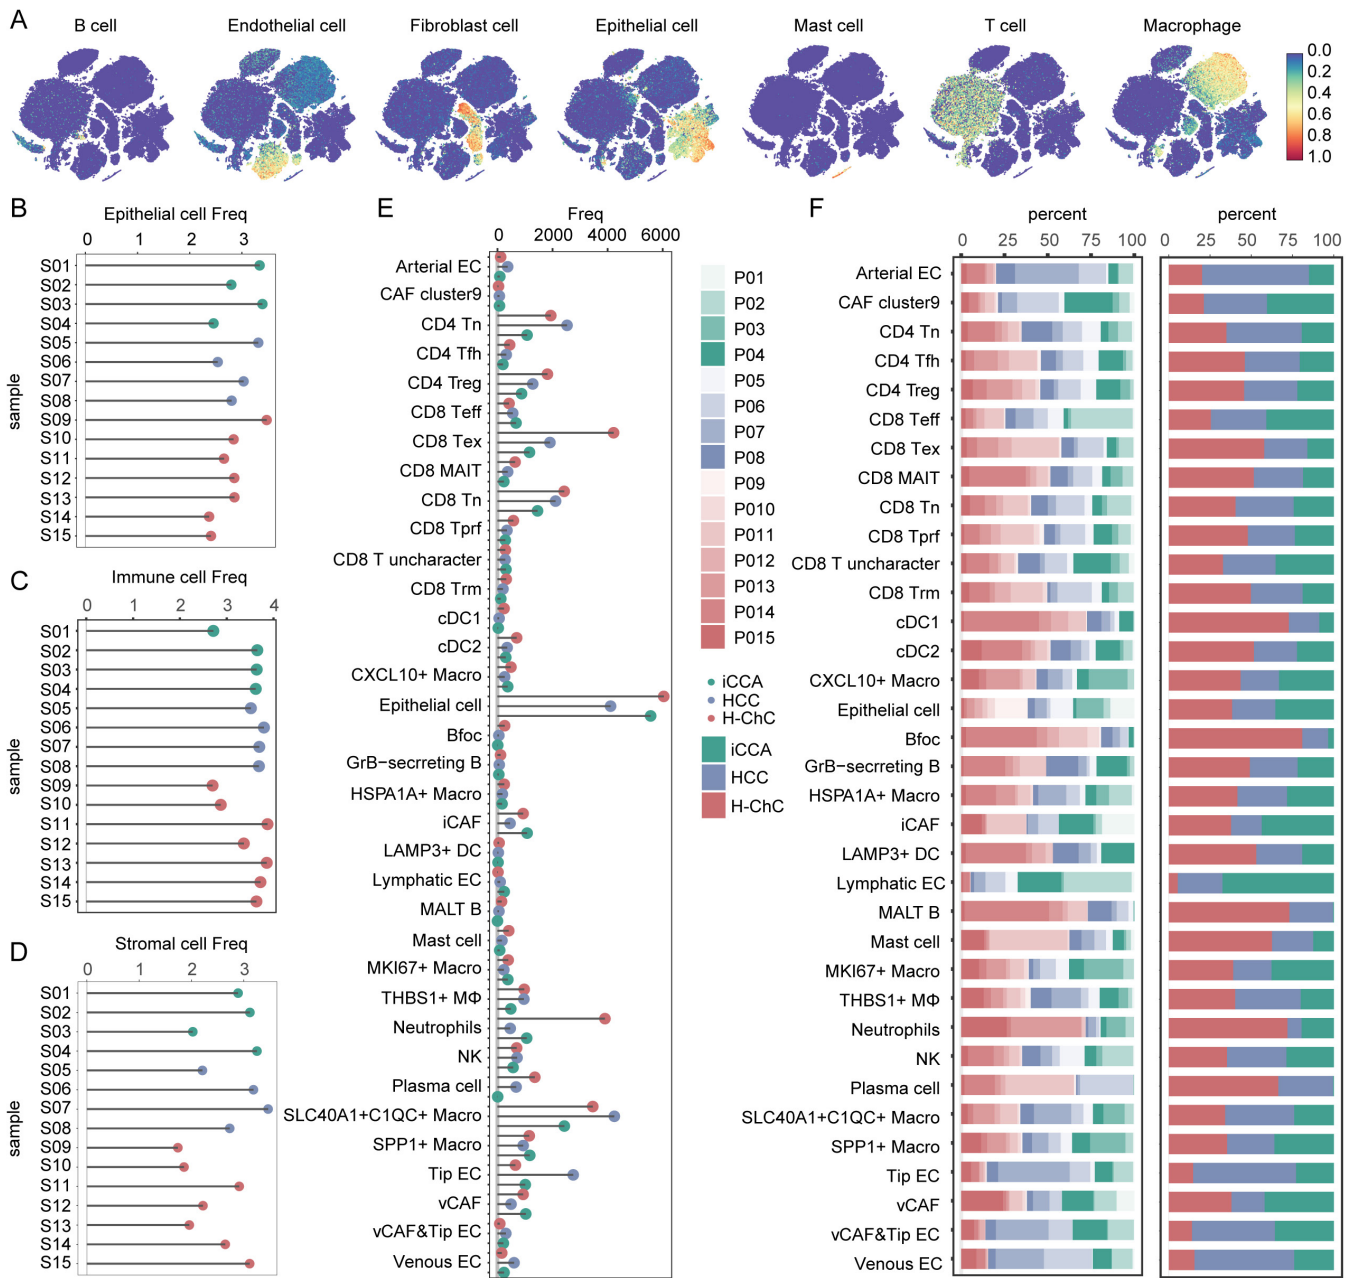 A
B cell
Endothelial cell
Fibroblast cell
Epithelial cell
Mast cell
T cell
Macrophage
0.0
0.2
0.4
0.6
0.8
1.0
B
Epithelial cell Freq
0 1 2 3
sample
S01
S02
S03
S04
S05
S06
S07
S08
S09
S10
S11
S12
S13
S14
S15
C
Immune cell Freq
0 1 2 3 4
S01
S02
S03
S04
S05
S06
S07
S08
S09
S10
S11
S12
S13
S14
S15
D
Stromal cell Freq
0 1 2 3
sample
S01
S02
S03
S04
S05
S06
S07
S08
S09
S10
S11
S12
S13
S14
S15
E
Freq
0 2000 4000 6000
Arterial EC
CAF cluster9
CD4 Tn
CD4 Tfh
CD4 Treg
CD8 Teff
CD8 Tex
CD8 MAIT
CD8 Tn
CD8 Tprf
CD8 T uncharacter
CD8 Trm
cDC1
cDC2
CXCL10+ Macro
Epithelial cell
Bfoc
GrB−secrreting B
HSPA1A+ Macro
iCAF
LAMP3+ DC
Lymphatic EC
MALT B
Mast cell
MKI67+ Macro
THBS1+ MΦ
Neutrophils
NK
Plasma cell
SLC40A1+C1QC+ Macro
SPP1+ Macro
Tip EC
vCAF
vCAF&Tip EC
Venous EC
P01
P02
P03
P04
P05
P06
P07
P08
P09
P010
P011
P012
P013
P014
P015
iCCA
HCC
H-ChC
iCCA
HCC
H-ChC
F
percent
0 25 50 75 100
percent
0 25 50 75 100
Arterial EC
CAF cluster9
CD4 Tn
CD4 Tfh
CD4 Treg
CD8 Teff
CD8 Tex
CD8 MAIT
CD8 Tn
CD8 Tprf
CD8 T uncharacter
CD8 Trm
cDC1
cDC2
CXCL10+ Macro
Epithelial cell
Bfoc
GrB−secrreting B
HSPA1A+ Macro
iCAF
LAMP3+ DC
Lymphatic EC
MALT B
Mast cell
MKI67+ Macro
THBS1+ MΦ
Neutrophils
NK
Plasma cell
SLC40A1+C1QC+ Macro
SPP1+ Macro
Tip EC
vCAF
vCAF&Tip EC
Venous EC